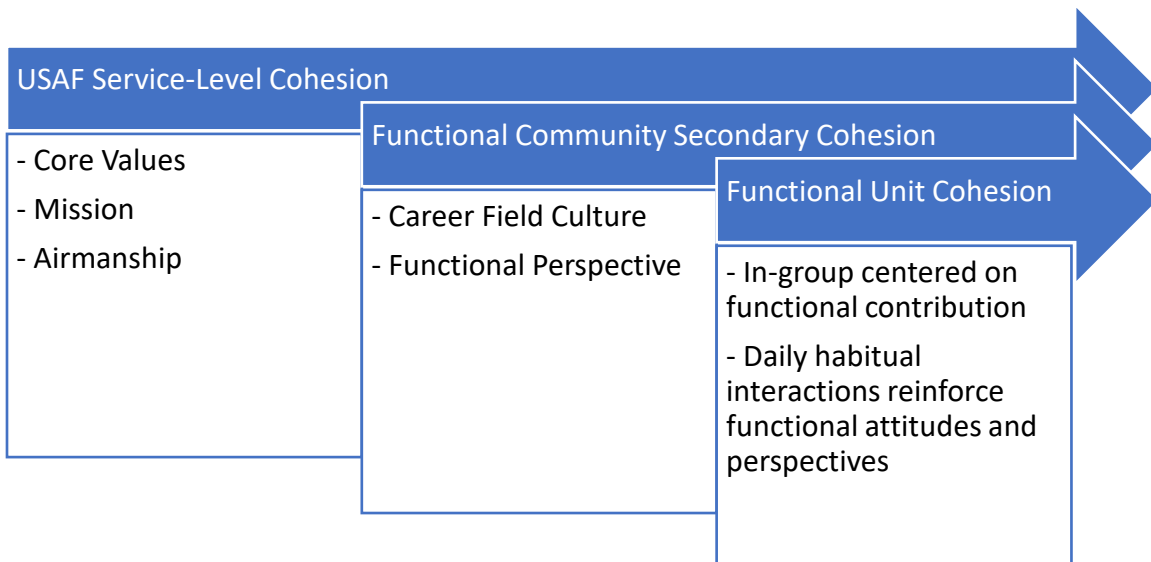 USAF Service-Level Cohesion
- Core Values
- Mission
- Airmanship
Functional Community Secondary Cohesion
- Career Field Culture
- Functional Perspective
Functional Unit Cohesion
- In-group centered on
functional contribution
- Daily habitual
interactions reinforce
functional attitudes and
perspectives